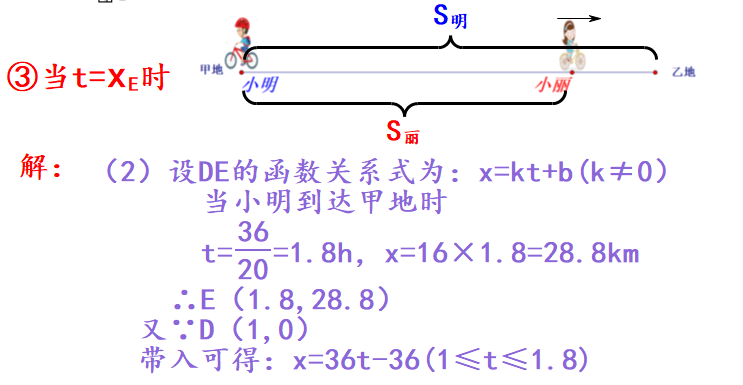 S明
③当t=xE时
甲地
小明
小丽
乙地
S丽
解：
（2）设DE的函数关系式为：x=kt+b(k≠0)
当小明到达甲地时
t=36/20=1.8h，x=16×1.8=28.8km
∴E（1.8,28.8）
又∵D（1,0）
带入可得：x=36t-36(1≤t≤1.8)